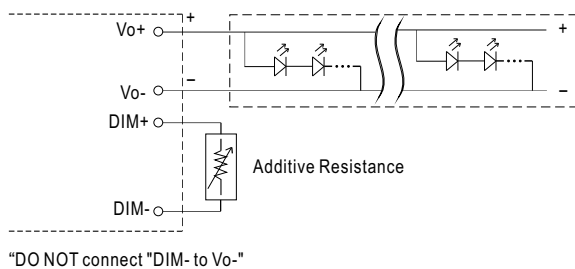 Vo+
+
+
−
Vo-
−
DIM+
Additive Resistance
DIM-
“DO NOT connect "DIM- to Vo-"